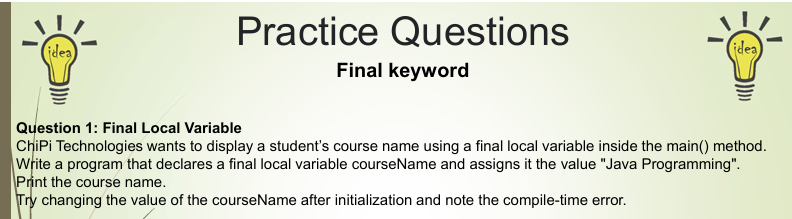 idea
Practice Questions
idea
Final keyword
Question 1: Final Local Variable
ChiPi Technologies wants to display a student's course name using a final local variable inside the main() method.
Write a program that declares a final local variable courseName and assigns it the value "Java Programming".
Print the course name.
Try changing the value of the courseName after initialization and note the compile-time error.